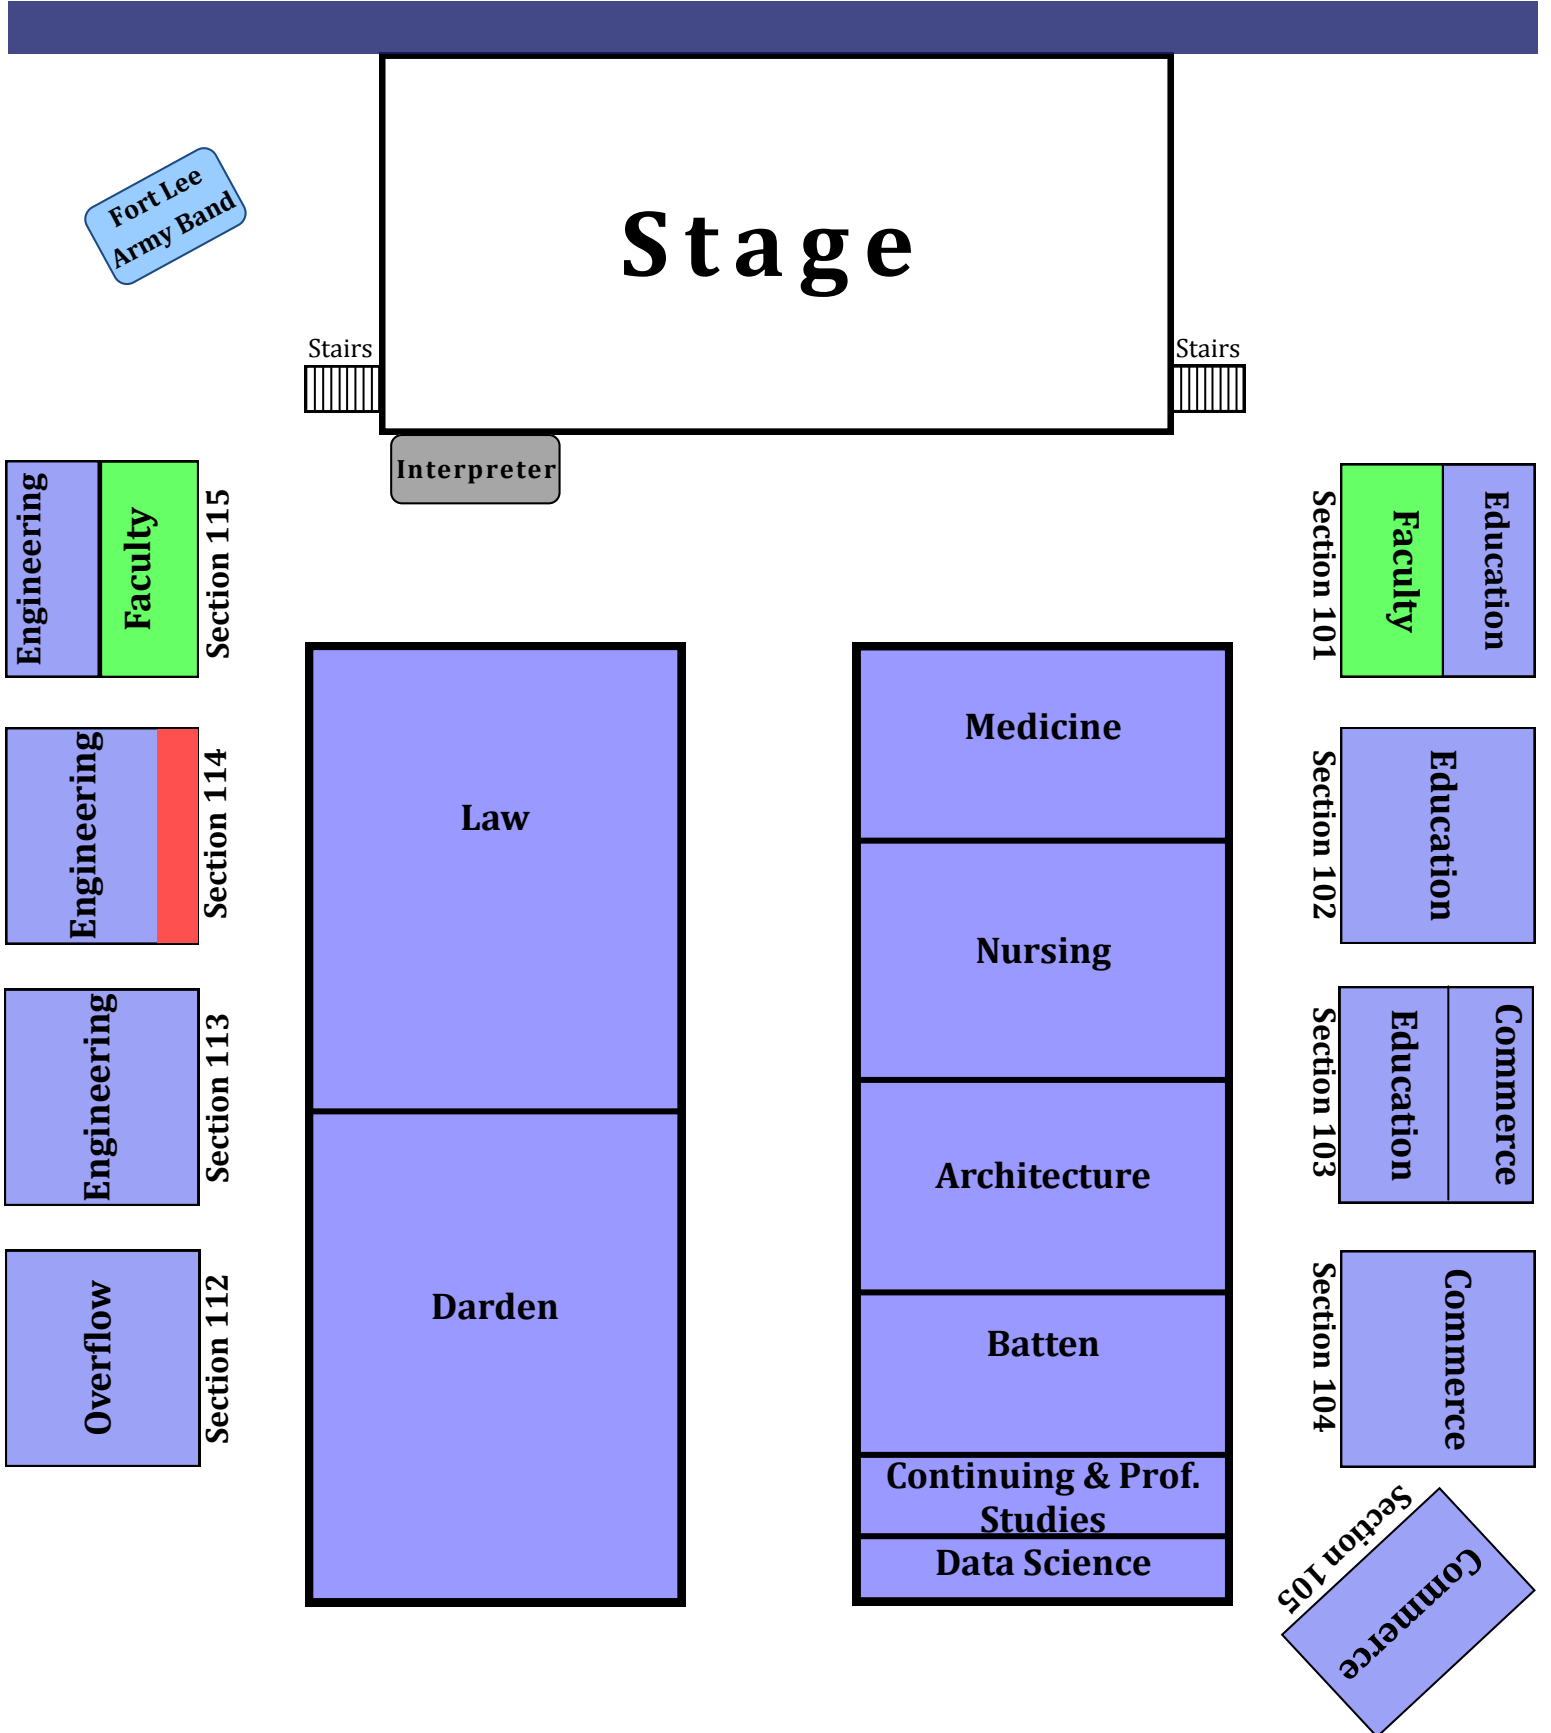 Stage
Fort Lee
Army Band
Stairs
Stairs
Interpreter
Engineering
Faculty
Section 115
Engineering
Section 114
Engineering
Section 113
Overflow
Section 112
Law
Darden
Medicine
Nursing
Architecture
Batten
Continuing & Prof.
Studies
Data Science
Section 101
Faculty
Education
Section 102
Education
Section 103
Education
Commerce
Section 104
Commerce
Section 105
Commerce